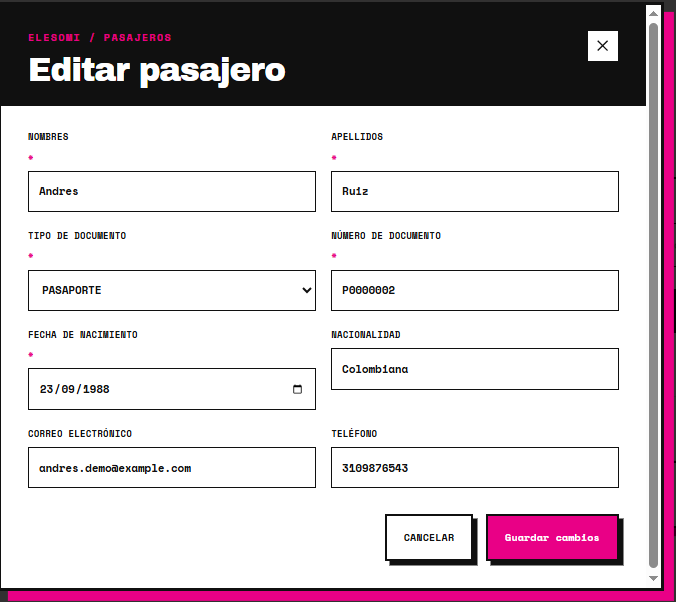 ELESOMI / PASAJEROS
Editar pasajero
NOMBRES
*
Andres
APELLIDOS
*
Ruiz
TIPO DE DOCUMENTO
*
PASAPORTE
NÚMERO DE DOCUMENTO
*
P0000002
FECHA DE NACIMIENTO
*
23/09/1988
NACIONALIDAD
Colombiana
CORREO ELECTRÓNICO
andres.demo@example.com
TELÉFONO
3109876543
CANCELAR
Guardar cambios